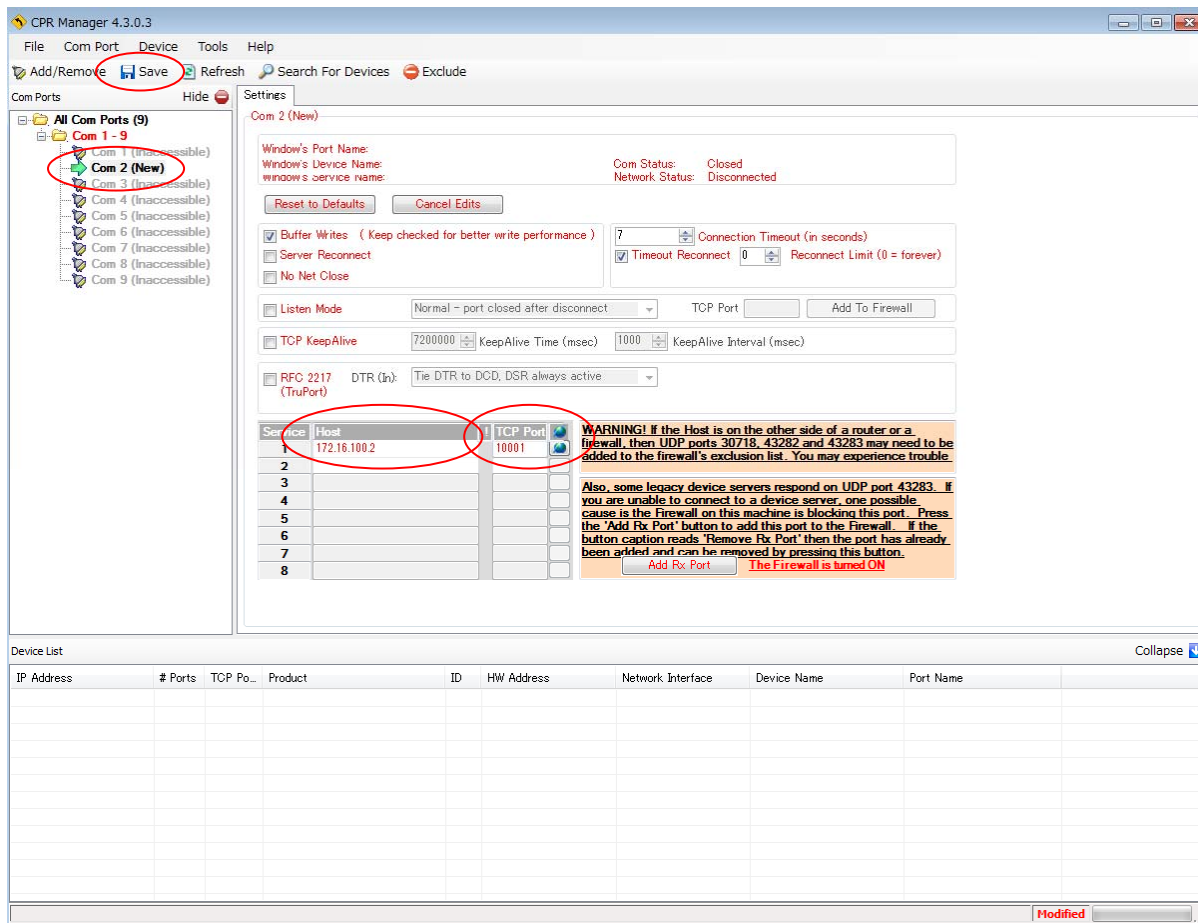 CPR Manager 4.3.0.3
File Com Port Device Tools Help
Add/Remove Save Refresh Search For Devices Exclude
Com Ports Hide Settings
All Com Ports (9)
Com 1 - 9
Com 1 (Inaccessible)
Com 2 (New)
Com 3 (Inaccessible)
Com 4 (Inaccessible)
Com 5 (Inaccessible)
Com 6 (Inaccessible)
Com 7 (Inaccessible)
Com 8 (Inaccessible)
Com 9 (Inaccessible)
Com 2 (New)
Window's Port Name:
Window's Device Name: Com Status: Closed
Window's Service Name: Network Status: Disconnected
Reset to Defaults Cancel Edits
Buffer Writes ( Keep checked for better write performance ) 7 Connection Timeout (in seconds)
Server Reconnect Timeout Reconnect 0 Reconnect Limit (0 = forever)
No Net Close
Listen Mode Normal - port closed after disconnect TCP Port Add To Firewall
TCP KeepAlive 7200000 KeepAlive Time (msec) 1000 KeepAlive Interval (msec)
RFC 2217 DTR (In): Tie DTR to DCD, DSR always active
(TruPort)
Service Host ! TCP Port
1 172.16.100.2 10001
2
3
4
5
6
7
8
WARNING! If the Host is on the other side of a router or a
firewall, then UDP ports 30718, 43282 and 43283 may need to be
added to the firewall's exclusion list. You may experience trouble
Also, some legacy device servers respond on UDP port 43283. If
you are unable to connect to a device server, one possible
cause is the Firewall on this machine is blocking this port. Press
the 'Add Rx Port' button to add this port to the Firewall. If the
button caption reads 'Remove Rx Port' then the port has already
been added and can be removed by pressing this button.
Add Rx Port The Firewall is turned ON
Device List Collapse
IP Address # Ports TCP Po... Product ID HW Address Network Interface Device Name Port Name
Modified